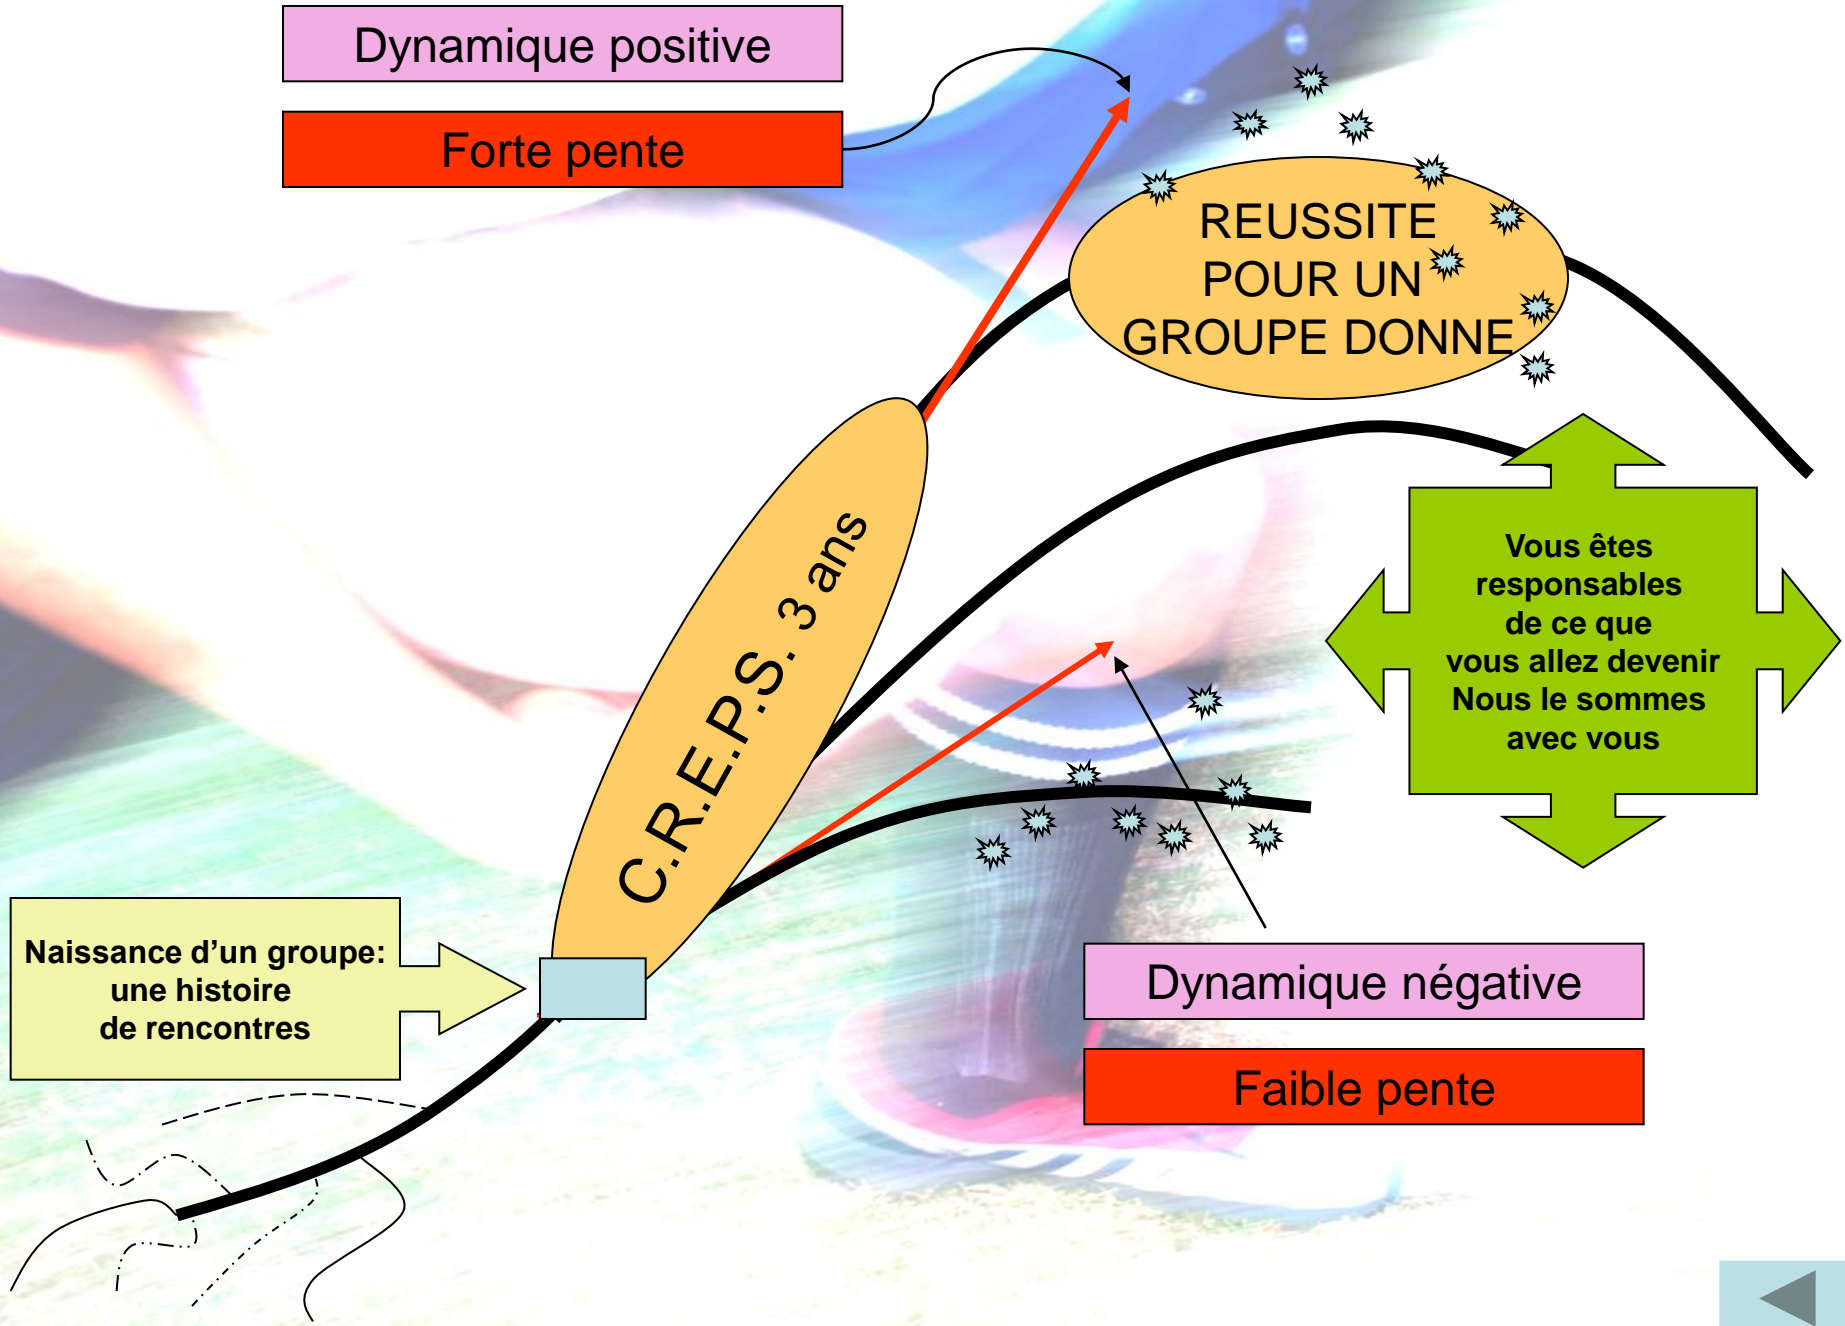 Dynamique positive
Forte pente
REUSSITE
POUR UN
GROUPE DONNE
C.R.E.P.S. 3 ans
Vous êtes
responsables
de ce que
vous allez devenir
Nous le sommes
avec vous
Naissance d’un groupe:
une histoire
de rencontres
Dynamique négative
Faible pente